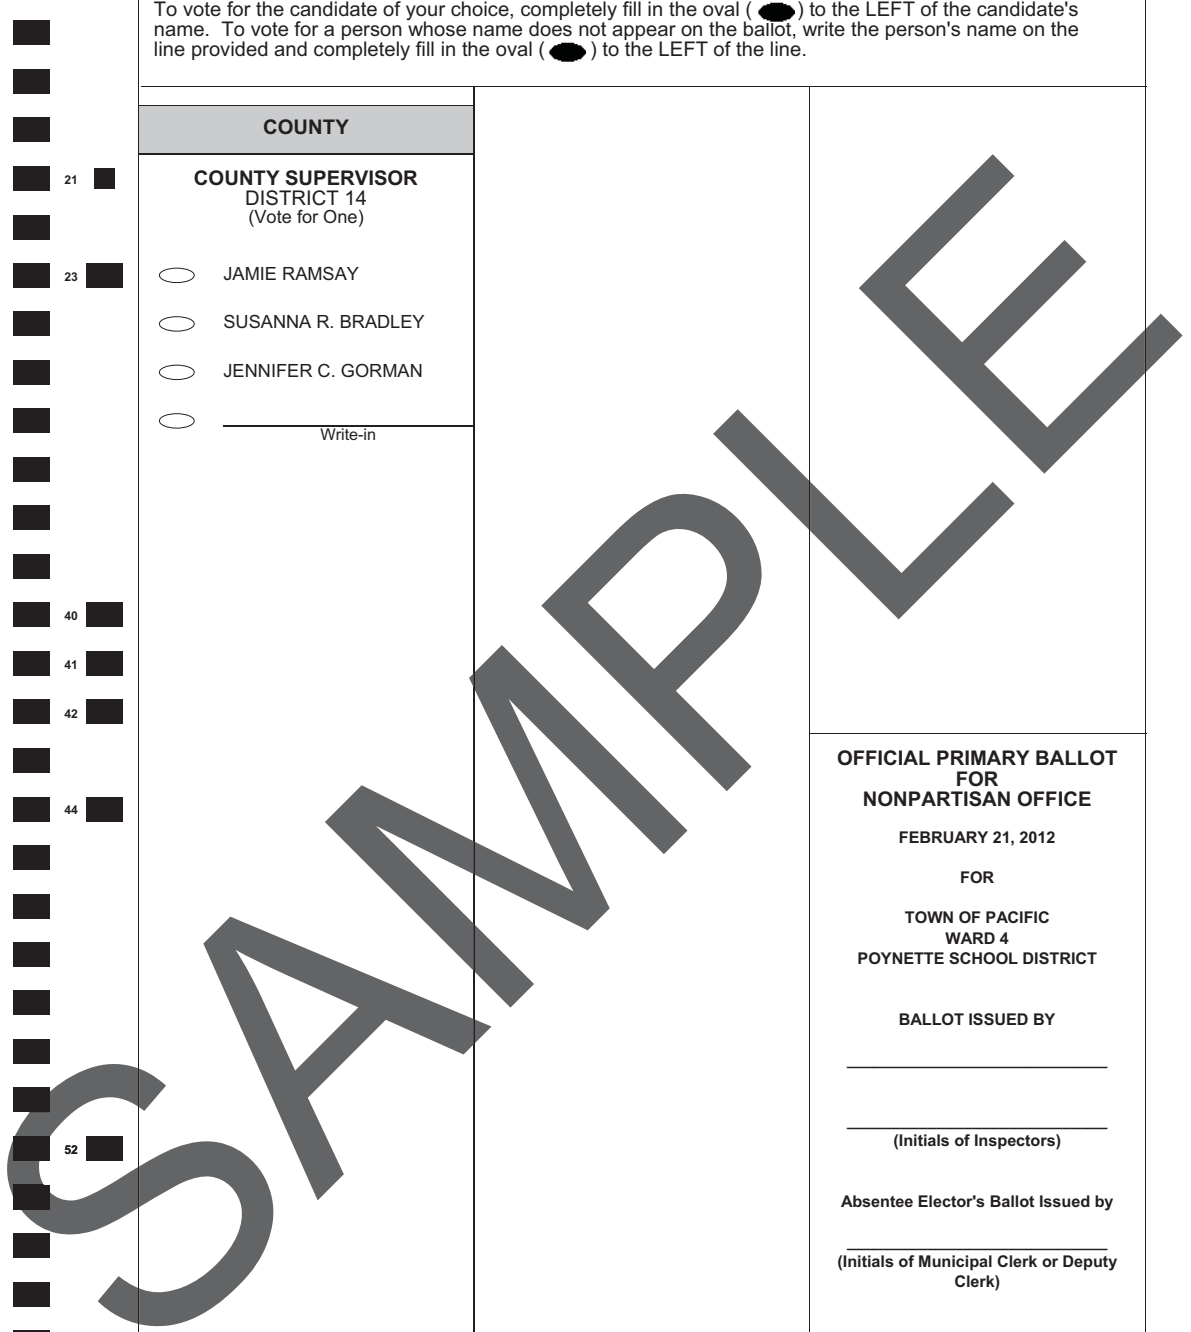 To vote for the candidate of your choice, completely fill in the oval ( ) to the LEFT of the candidate's
name. To vote for a person whose name does not appear on the ballot, write the person's name on the
line provided and completely fill in the oval ( ) to the LEFT of the line.
COUNTY
COUNTY SUPERVISOR
DISTRICT 14
(Vote for One)
JAMIE RAMSAY
SUSANNA R. BRADLEY
JENNIFER C. GORMAN
Write-in
21
23
40
41
42
44
52
SAMPLE
OFFICIAL PRIMARY BALLOT
FOR
NONPARTISAN OFFICE
FEBRUARY 21, 2012
FOR
TOWN OF PACIFIC
WARD 4
POYNETTE SCHOOL DISTRICT
BALLOT ISSUED BY
(Initials of Inspectors)
Absentee Elector's Ballot Issued by
(Initials of Municipal Clerk or Deputy
Clerk)